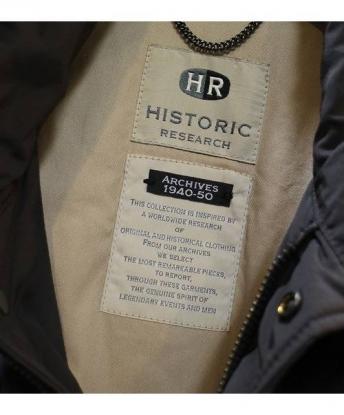 HR
HISTORIC
RESEARCH
ARCHIVES
1940-50
THIS COLLECTION IS INSPIRED BY
A WORLDWIDE RESEARCH
OF
ORIGINAL AND HISTORICAL CLOTHING
FROM OUR ARCHIVES
WE SELECT
THE MOST REMARKABLE PIECES,
TO REPORT,
THROUGH THESE GARMENTS,
THE GENUINE SPIRIT OF
LEGENDARY EVENTS AND MEN